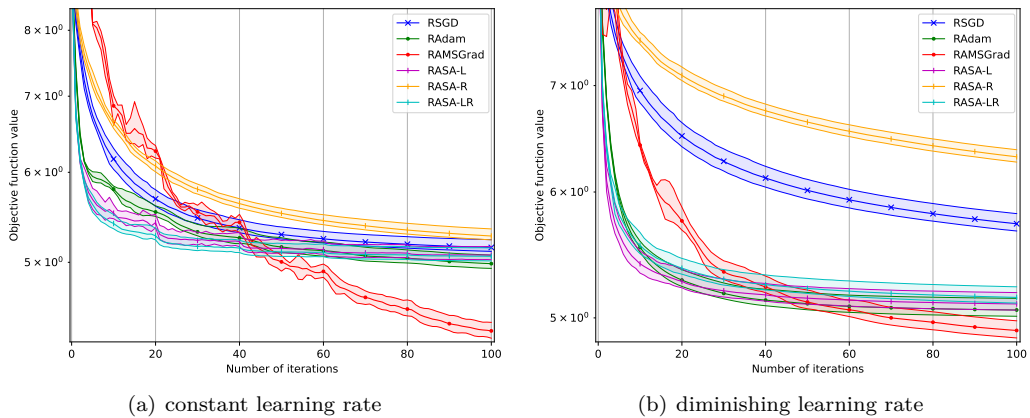 8 × 10⁰
7 × 10⁰
6 × 10⁰
5 × 10⁰
Objective function value
0 20 40 60 80 100
Number of iterations
RSGD
RAdam
RAMSGrad
RASA-L
RASA-R
RASA-LR
(a) constant learning rate
7 × 10⁰
6 × 10⁰
5 × 10⁰
Objective function value
0 20 40 60 80 100
Number of iterations
RSGD
RAdam
RAMSGrad
RASA-L
RASA-R
RASA-LR
(b) diminishing learning rate